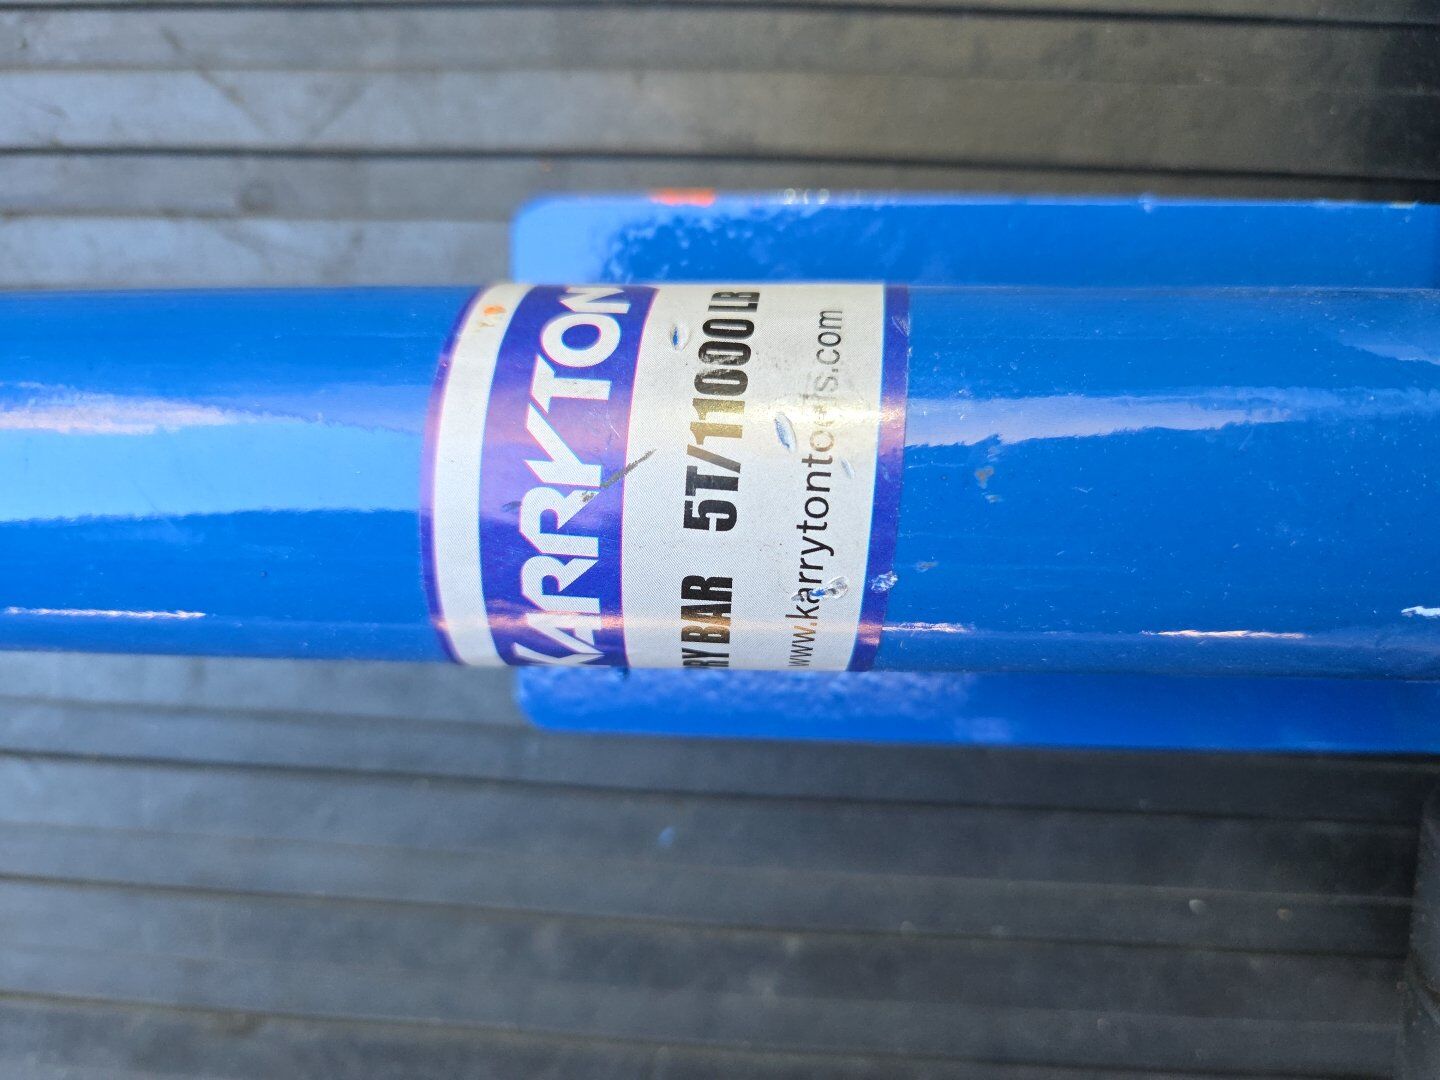 KARRYTON
RY BAR 5T/11000LB
www.karrytontools.com